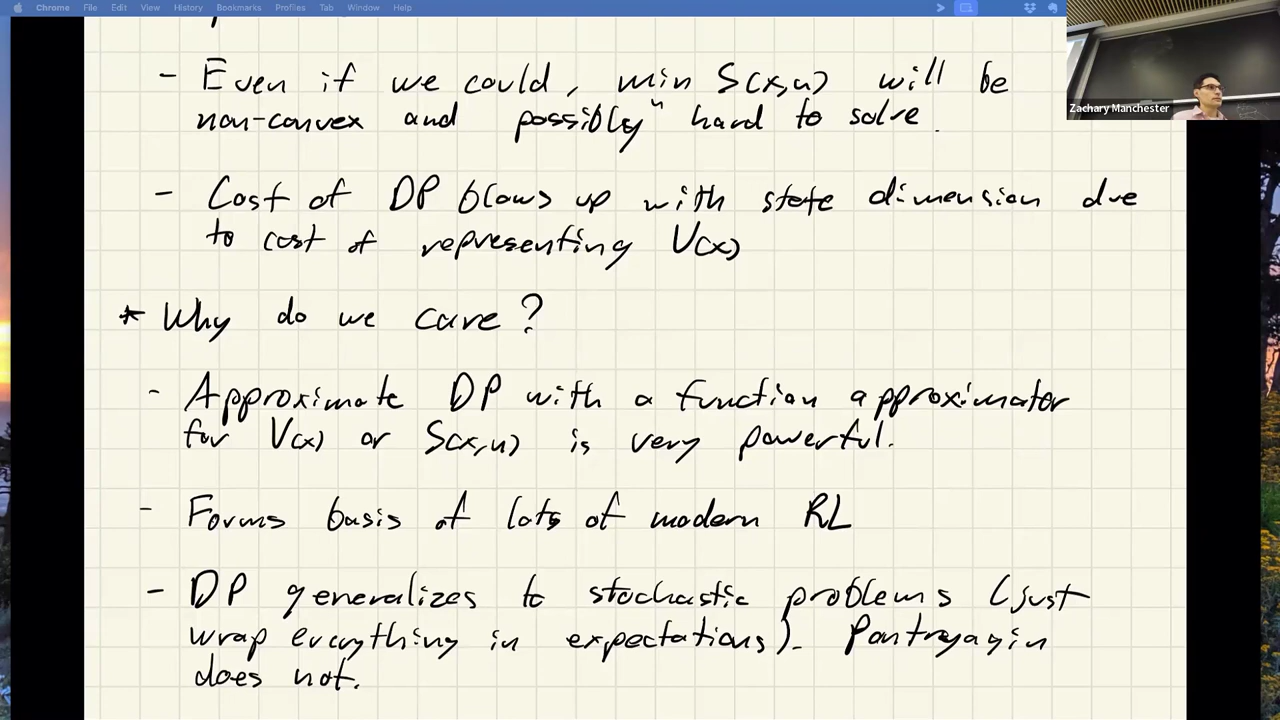 Chrome File Edit View History Bookmarks Profiles Tab Window Help
Zachary Manchester
- Even if we could, min S(x,u) will be
u
non-convex and possibly hard to solve.
- Cost of DP blows up with state dimension due
to cost of representing V(x)
* Why do we care?
- Approximate DP with a function approximator
for V(x) or S(x,u) is very powerful.
- Forms basis of lots of modern RL
- DP generalizes to stochastic problems (just
wrap everything in expectations). Pontryagin
does not.